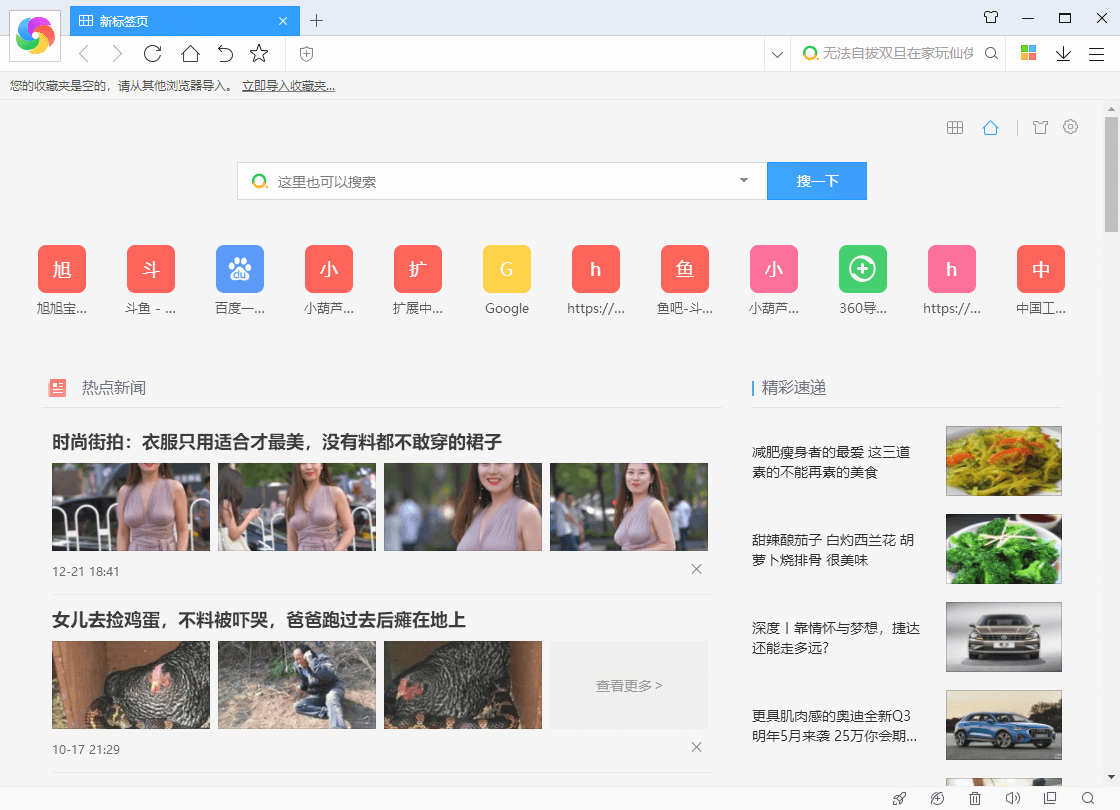 新标签页
无法自拔双旦在家玩仙侠
您的收藏夹是空的，请从其他浏览器导入。 立即导入收藏夹...
这里也可以搜索
搜一下
旭 斗 du 小 扩 G h 鱼 小 h 中
旭旭宝... 斗鱼 - ... 百度一... 小葫芦... 扩展中... Google https://... 鱼吧-斗... 小葫芦... 360导... https://... 中国工...
热点新闻
时尚街拍：衣服只用适合才最美，没有料都不敢穿的裙子
12-21 18:41
女儿去捡鸡蛋，不料被吓哭，爸爸跑过去后瘫在地上
查看更多 >
10-17 21:29
精彩速递
减肥瘦身者的最爱 这三道
素的不能再素的美食
甜辣酿茄子 白灼西兰花 胡
萝卜烧排骨 很美味
深度丨靠情怀与梦想，捷达
还能走多远?
更具肌肉感的奥迪全新Q3
明年5月来袭 25万你会期...